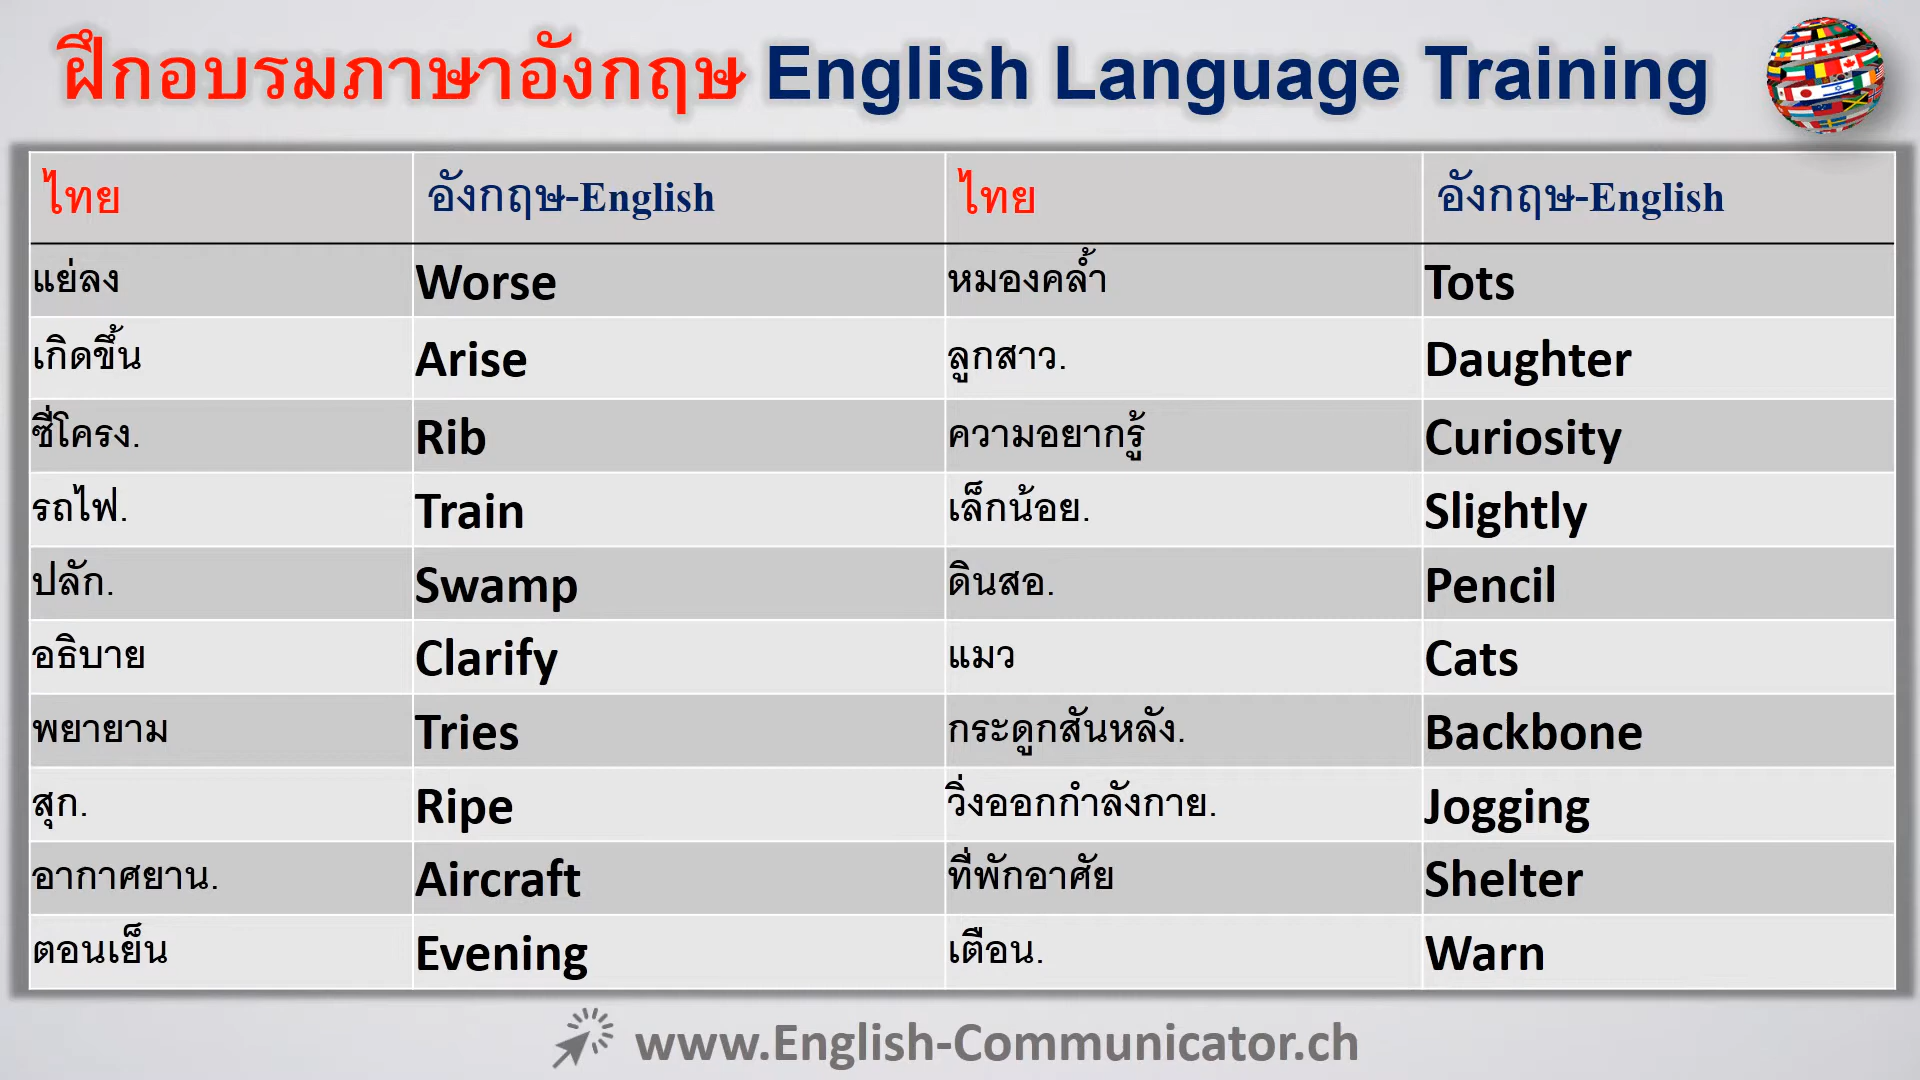 ฝึกอบรมภาษาอังกฤษ English Language Training
ไทย อังกฤษ-English ไทย อังกฤษ-English
แย่ลง Worse หมองคล้ำ Tots
เกิดขึ้น Arise ลูกสาว. Daughter
ซี่โครง. Rib ความอยากรู้ Curiosity
รถไฟ. Train เล็กน้อย. Slightly
ปลัก. Swamp ดินสอ. Pencil
อธิบาย Clarify แมว Cats
พยายาม Tries กระดูกสันหลัง. Backbone
สุก. Ripe วิ่งออกกำลังกาย. Jogging
อากาศยาน. Aircraft ที่พักอาศัย Shelter
ตอนเย็น Evening เตือน. Warn
www.English-Communicator.ch